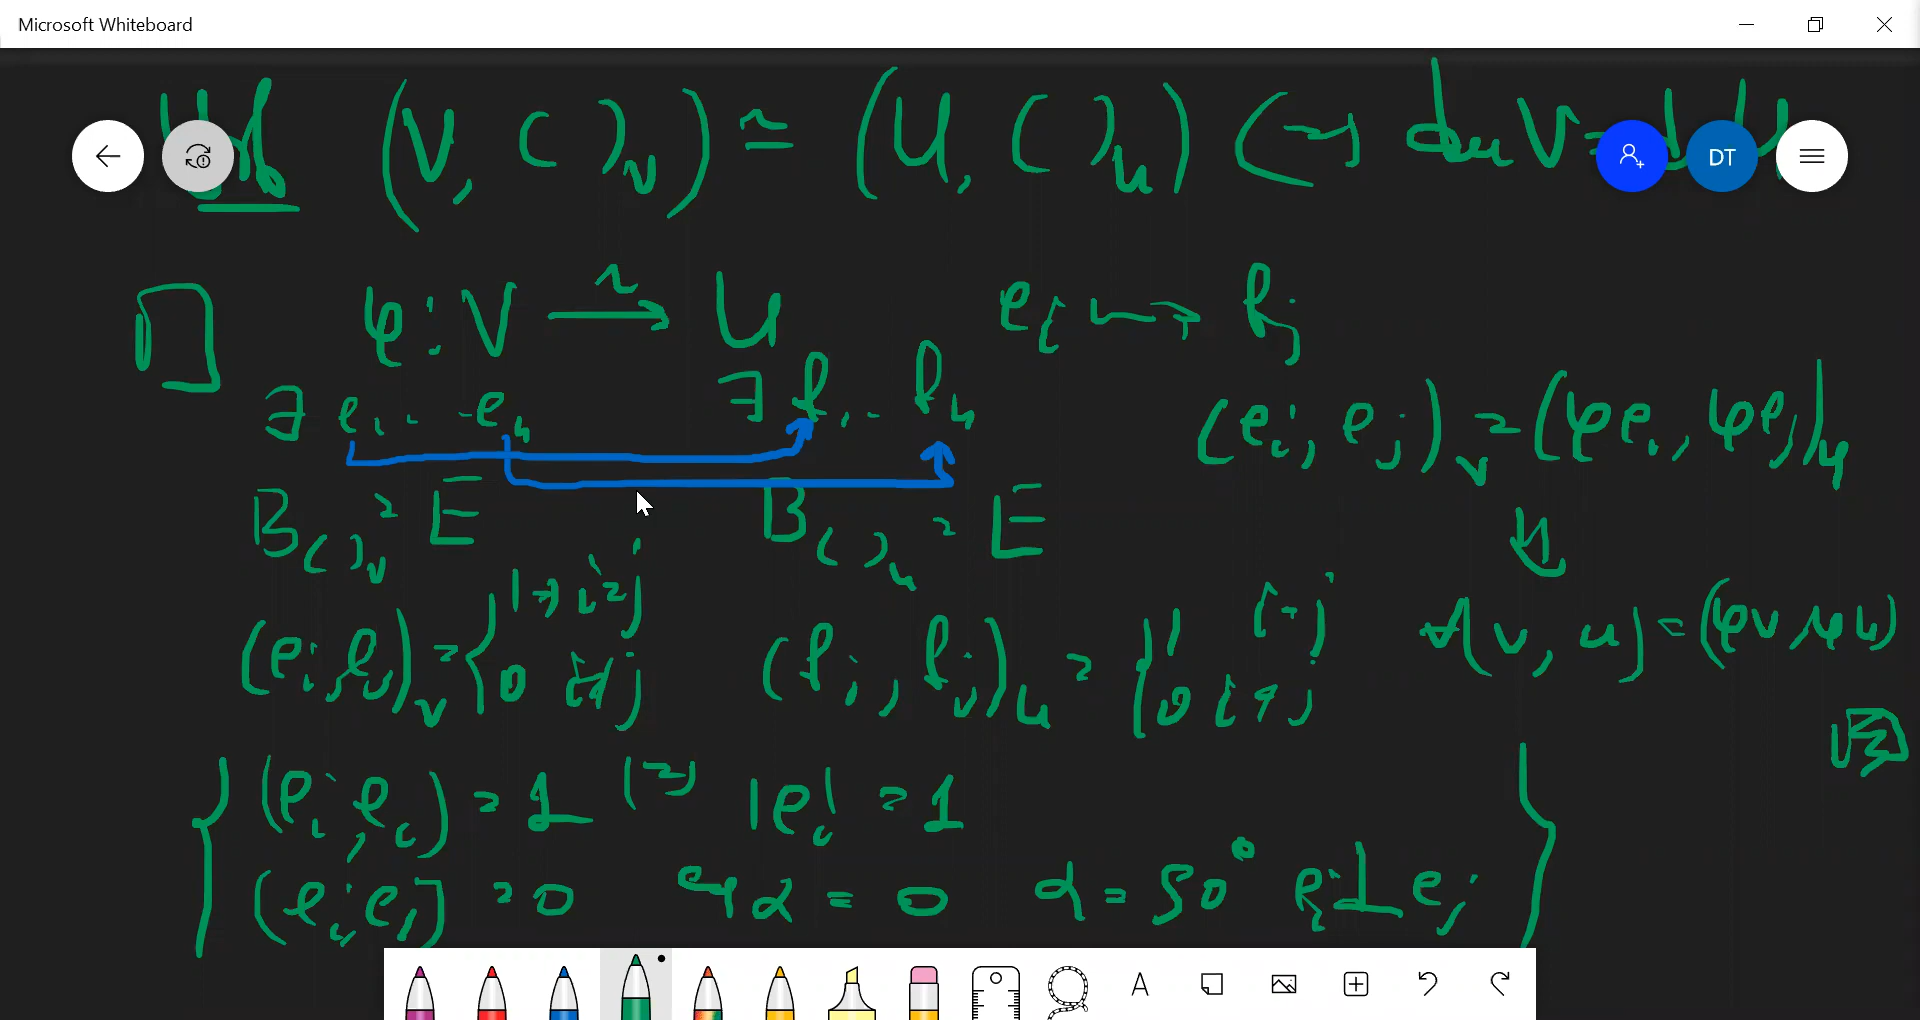 Microsoft Whiteboard
(V, ( )_V) ≃ (U, ( )_U) (=) dim V =
DT
φ: V ~→ U e_i ↦ f_i
∃ e_1 .. e_n ∃ f_1 .. f_n
(e_i, e_j)_V = (φe_i, φe_j)_U
B_( )_V = E B_( )_U = E
⇓
(e_i, e_j)_V = { 1 → i = j (f_i, f_j)_U = { 1 i = j
0 i ≠ j 0 i ≠ j
(v, u) = (φv, φu)
{ (e_i, e_i) = 1 (=) |e_i| = 1
(e_i, e_j) = 0 α = 0 α = 90° e_i ⊥ e_j }
A